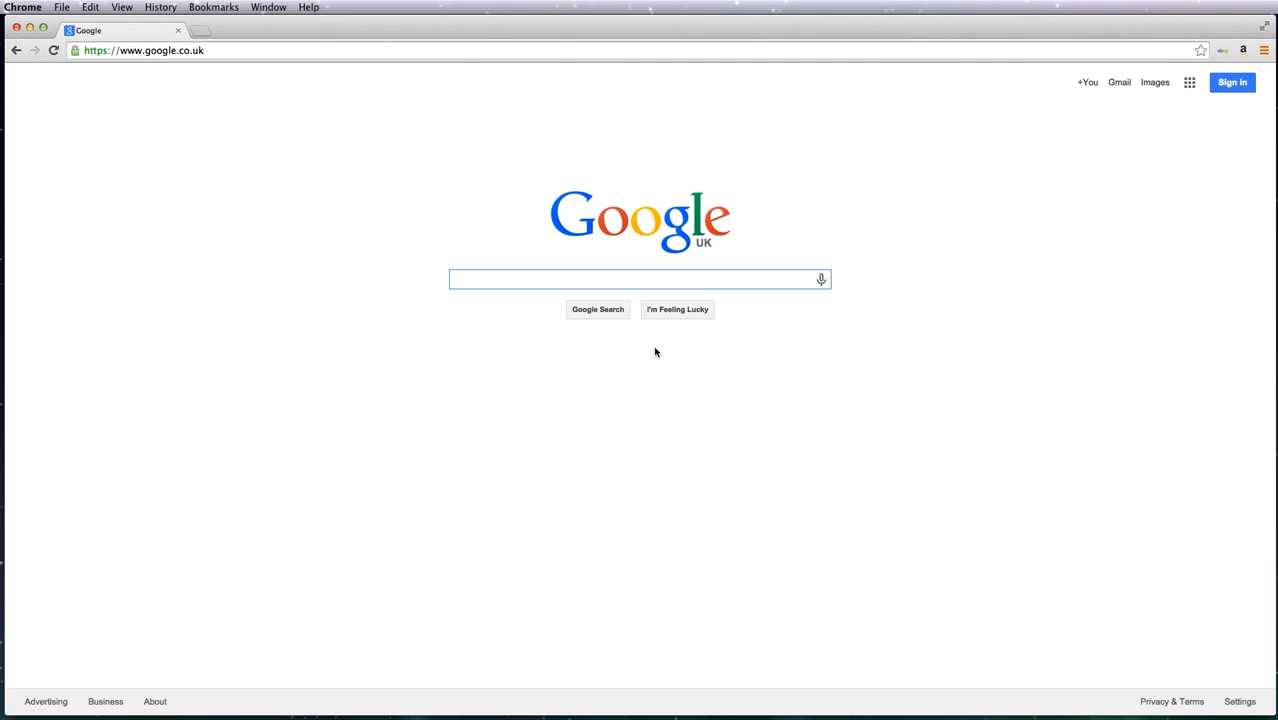 Chrome File Edit View History Bookmarks Window Help
Google
https://www.google.co.uk
ebay a
+You Gmail Images Sign in
Google
UK
Google Search I'm Feeling Lucky
Advertising Business About Privacy & Terms Settings